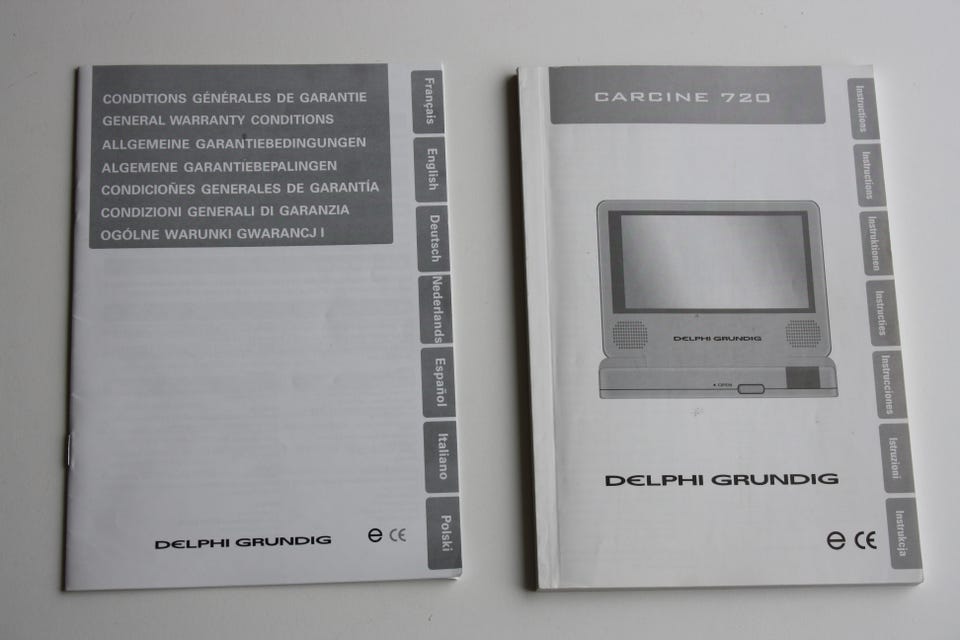 CONDITIONS GÉNÉRALES DE GARANTIE
GENERAL WARRANTY CONDITIONS
ALLGEMEINE GARANTIEBEDINGUNGEN
ALGEMENE GARANTIEBEPALINGEN
CONDICIOÑES GENERALES DE GARANTÍA
CONDIZIONI GENERALI DI GARANZIA
OGÓLNE WARUNKI GWARANCJ I
Français
English
Deutsch
Nederlands
Español
Italiano
Polski
DELPHI GRUNDIG
e CE
CARCINE 720
DELPHI GRUNDIG
OPEN
DELPHI GRUNDIG
e CE
Instructions
Instructions
Instruktionen
Instructies
Instrucciones
Istruzioni
Instrukcja